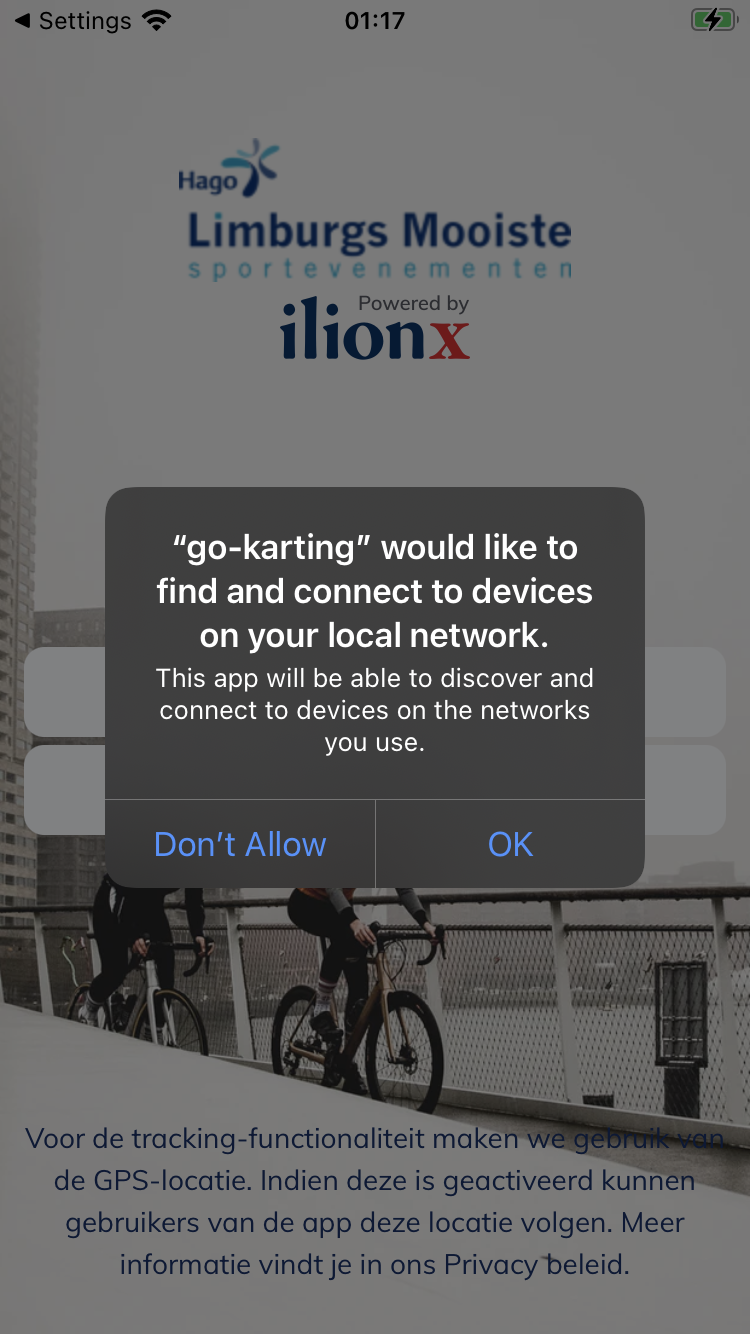 Settings
01:17
Hago
Limburgs Mooiste
sportevenementen
Powered by
ilionx
“go-karting” would like to
find and connect to devices
on your local network.
This app will be able to discover and
connect to devices on the networks
you use.
Don’t Allow
OK
Voor de tracking-functionaliteit maken we gebruik van
de GPS-locatie. Indien deze is geactiveerd kunnen
gebruikers van de app deze locatie volgen. Meer
informatie vindt je in ons Privacy beleid.